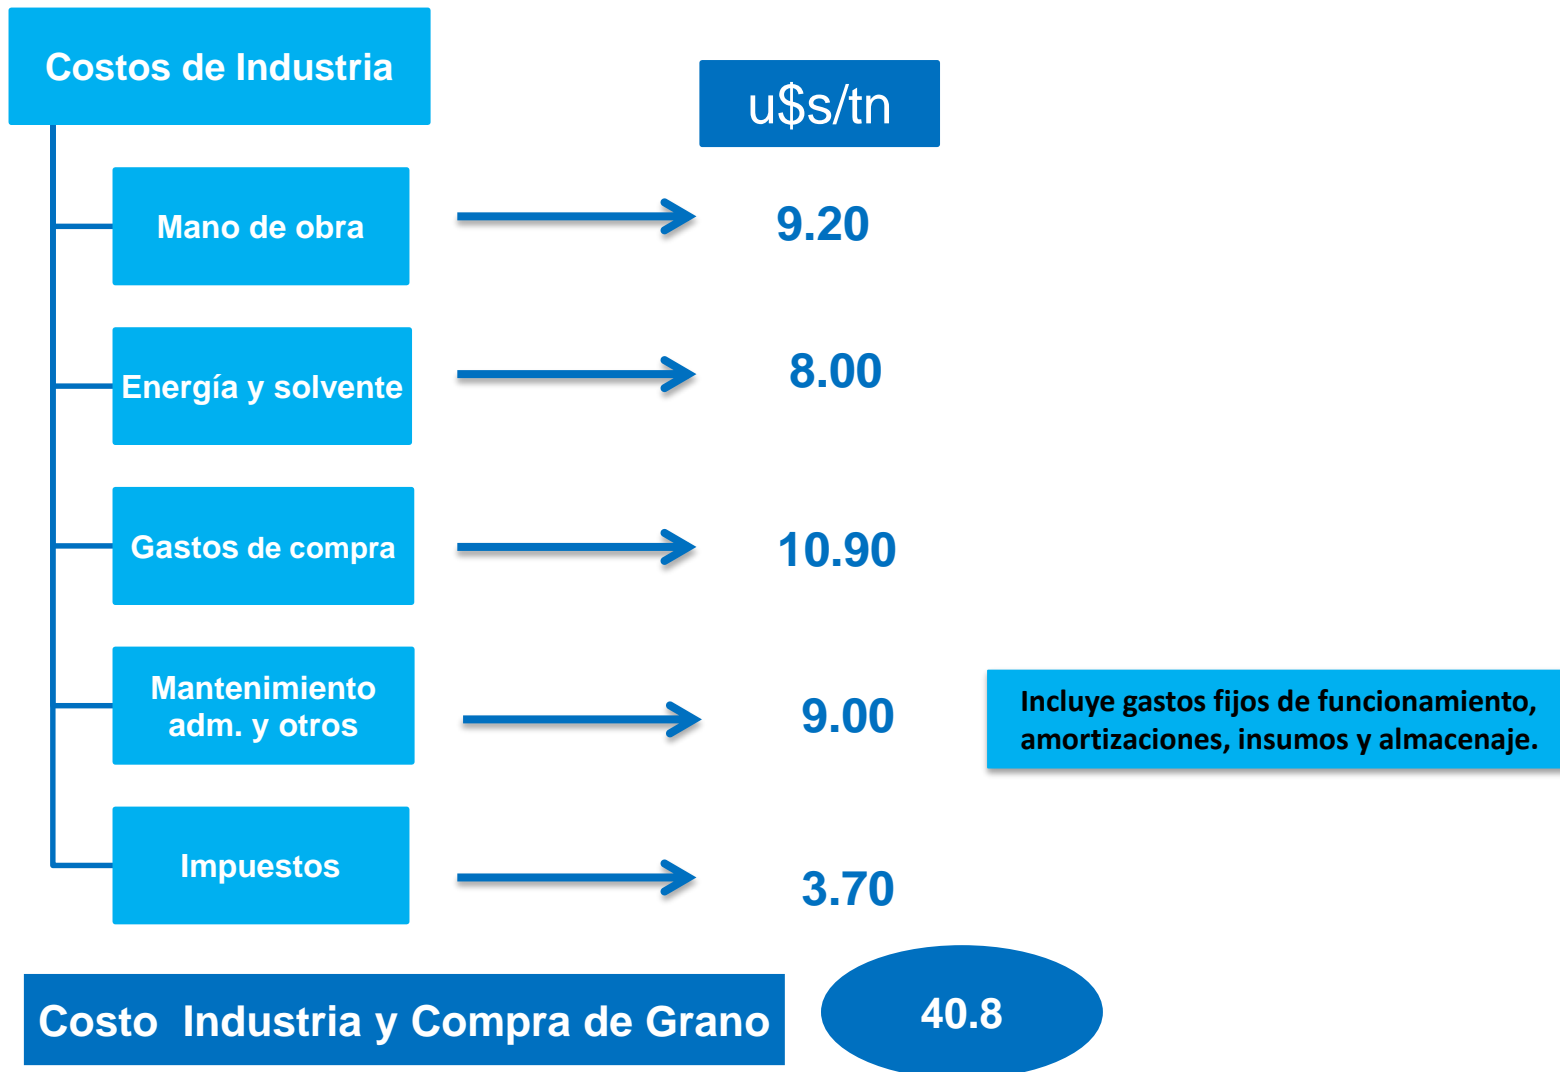 Costos de Industria
u$s/tn
Mano de obra
9.20
Energía y solvente
8.00
Gastos de compra
10.90
Mantenimiento
adm. y otros
9.00
Incluye gastos fijos de funcionamiento,
amortizaciones, insumos y almacenaje.
Impuestos
3.70
Costo Industria y Compra de Grano
40.8